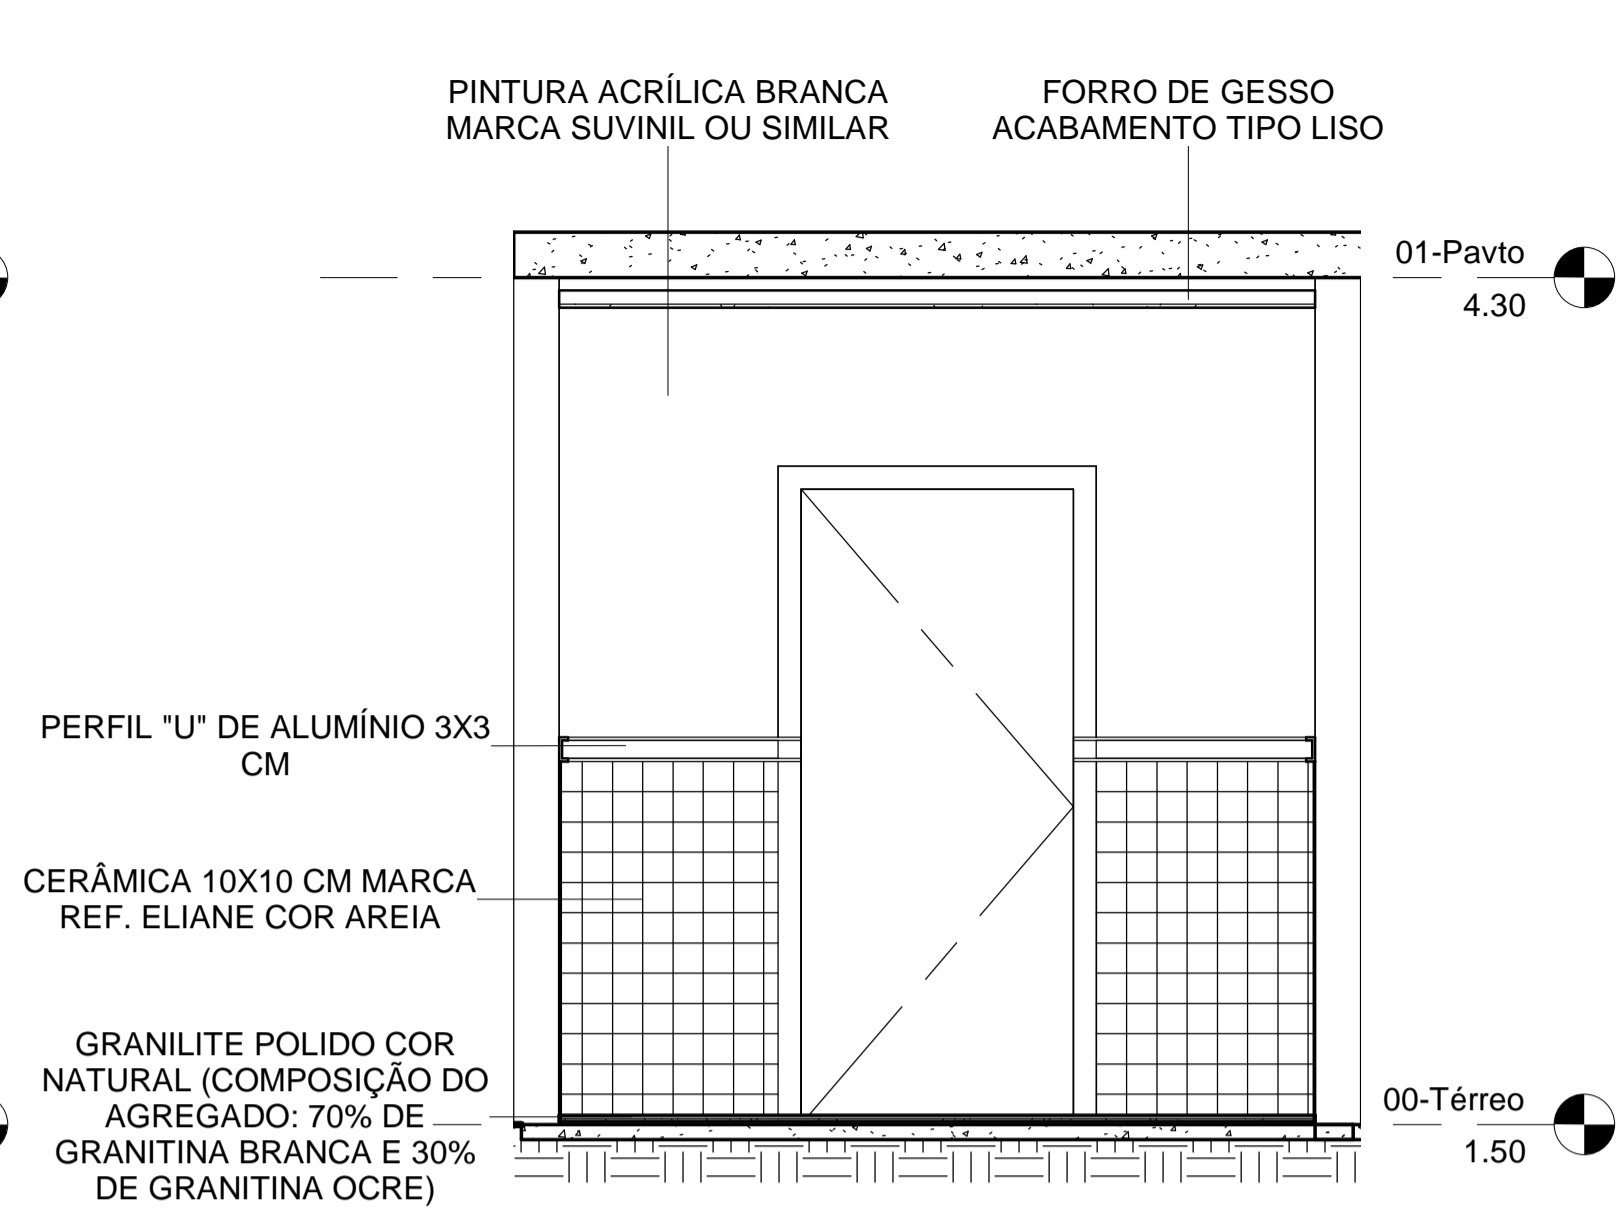 PINTURA ACRÍLICA BRANCA
MARCA SUVINIL OU SIMILAR
FORRO DE GESSO
ACABAMENTO TIPO LISO
01-Pavto
4.30
PERFIL "U" DE ALUMÍNIO 3X3
CM
CERÂMICA 10X10 CM MARCA
REF. ELIANE COR AREIA
GRANILITE POLIDO COR
NATURAL (COMPOSIÇÃO DO
AGREGADO: 70% DE
GRANITINA BRANCA E 30%
DE GRANITINA OCRE)
00-Térreo
1.50